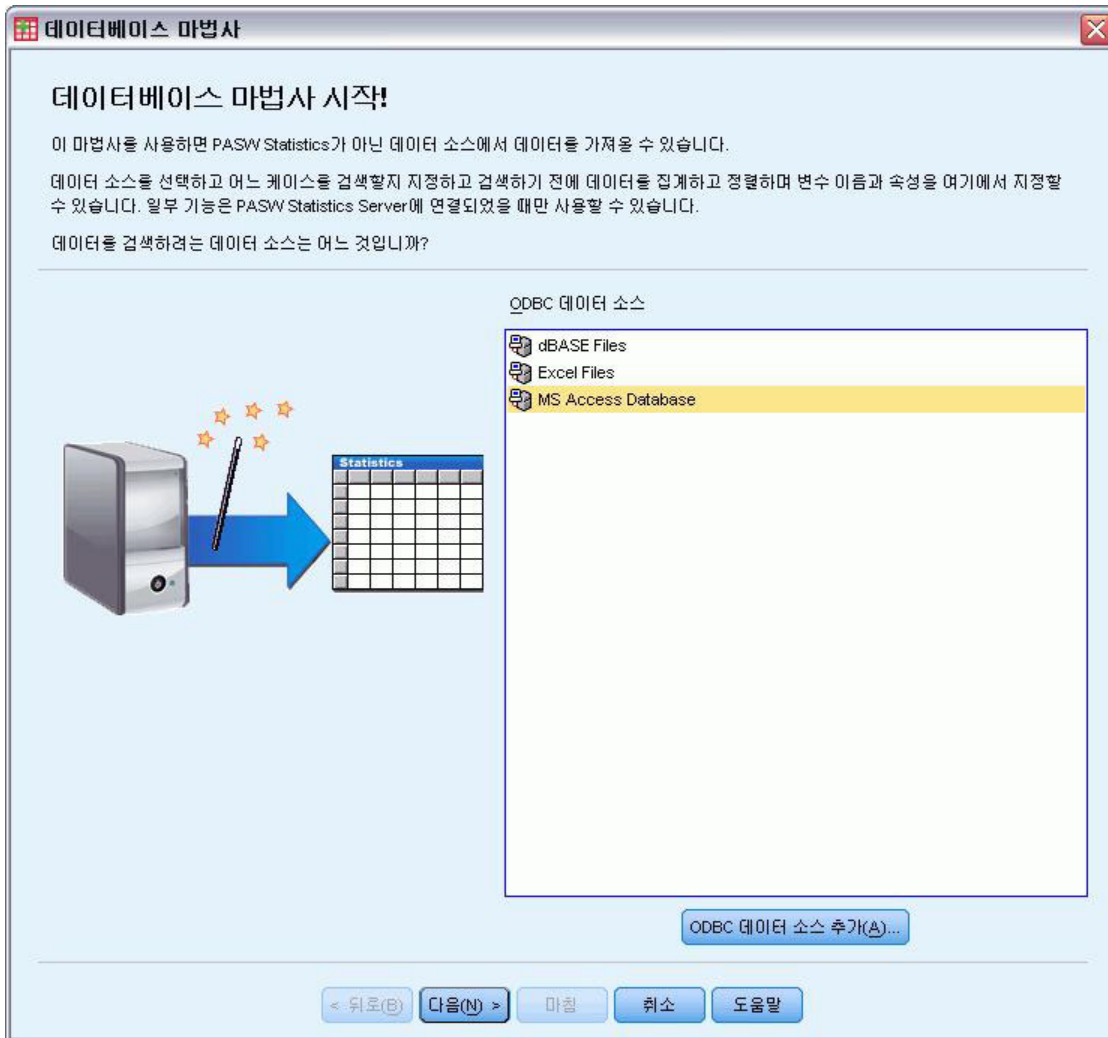 데이터베이스 마법사
데이터베이스 마법사 시작!
이 마법사를 사용하면 PASW Statistics가 아닌 데이터 소스에서 데이터를 가져올 수 있습니다.
데이터 소스를 선택하고 어느 케이스를 검색할지 지정하고 검색하기 전에 데이터를 집계하고 정렬하며 변수 이름과 속성을 여기에서 지정할
수 있습니다. 일부 기능은 PASW Statistics Server에 연결되었을 때만 사용할 수 있습니다.
데이터를 검색하려는 데이터 소스는 어느 것입니까?
ODBC 데이터 소스
dBASE Files
Excel Files
MS Access Database
Statistics
ODBC 데이터 소스 추가(A)...
< 뒤로(B) 다음(N) > 마침 취소 도움말